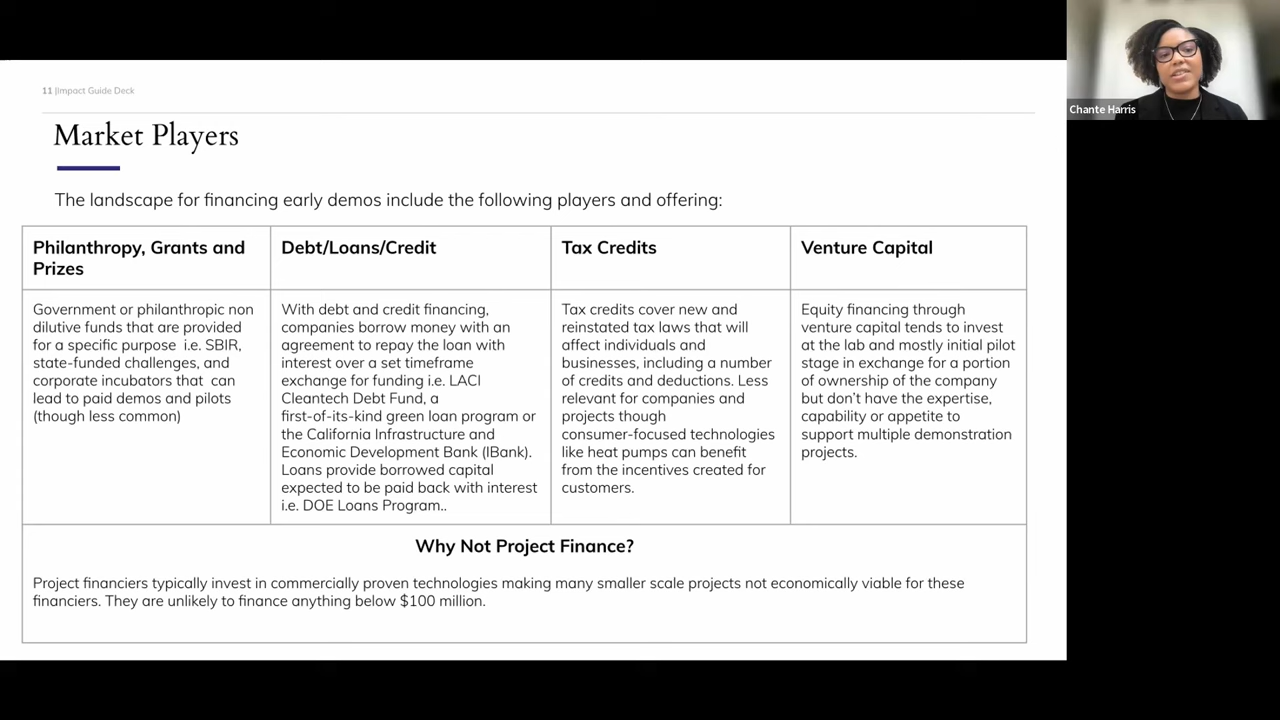 11 |Impact Guide Deck
Market Players
The landscape for financing early demos include the following players and offering:
Philanthropy, Grants and
Prizes
Government or philanthropic non
dilutive funds that are provided
for a specific purpose  i.e. SBIR,
state-funded challenges, and
corporate incubators that  can
lead to paid demos and pilots
(though less common)
Debt/Loans/Credit
With debt and credit financing,
companies borrow money with an
agreement to repay the loan with
interest over a set timeframe
exchange for funding i.e. LACI
Cleantech Debt Fund, a
first-of-its-kind green loan program or
the California Infrastructure and
Economic Development Bank (IBank).
Loans provide borrowed capital
expected to be paid back with interest
i.e. DOE Loans Program..
Tax Credits
Tax credits cover new and
reinstated tax laws that will
affect individuals and
businesses, including a number
of credits and deductions. Less
relevant for companies and
projects though
consumer-focused technologies
like heat pumps can benefit
from the incentives created for
customers.
Venture Capital
Equity financing through
venture capital tends to invest
at the lab and mostly initial pilot
stage in exchange for a portion
of ownership of the company
but don't have the expertise,
capability or appetite to
support multiple demonstration
projects.
Why Not Project Finance?
Project financiers typically invest in commercially proven technologies making many smaller scale projects not economically viable for these
financiers. They are unlikely to finance anything below $100 million.
Chante Harris